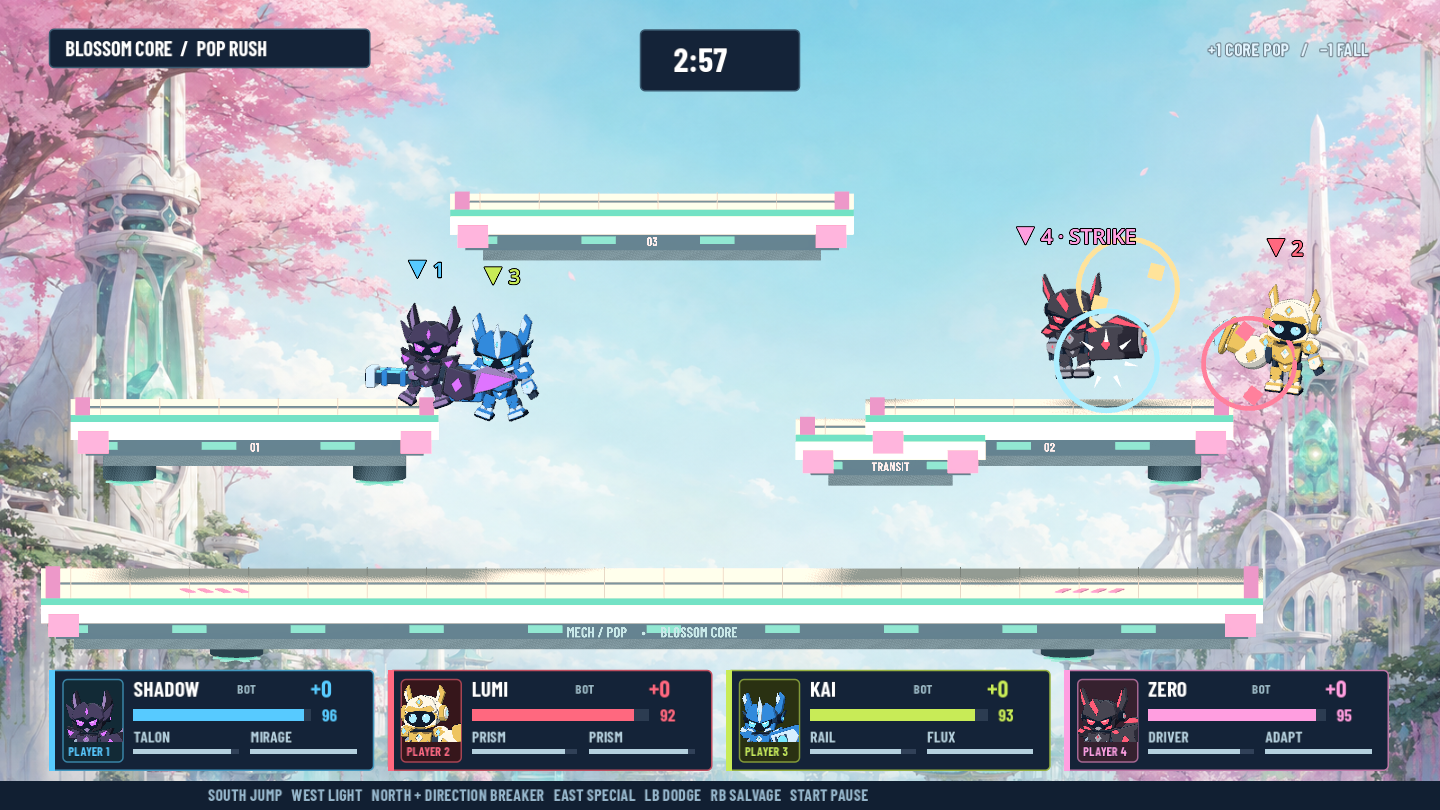 BLOSSOM CORE / POP RUSH
2:57
+1 CORE POP / −1 FALL
03
4 · STRIKE
2
1
3
01
02
TRANSIT
MECH / POP • BLOSSOM CORE
SHADOW BOT +0
96
TALON MIRAGE
PLAYER 1
LUMI BOT +0
92
PRISM PRISM
PLAYER 2
KAI BOT +0
93
RAIL FLUX
PLAYER 3
ZERO BOT +0
95
DRIVER ADAPT
PLAYER 4
SOUTH JUMP WEST LIGHT NORTH + DIRECTION BREAKER EAST SPECIAL LB DODGE RB SALVAGE START PAUSE